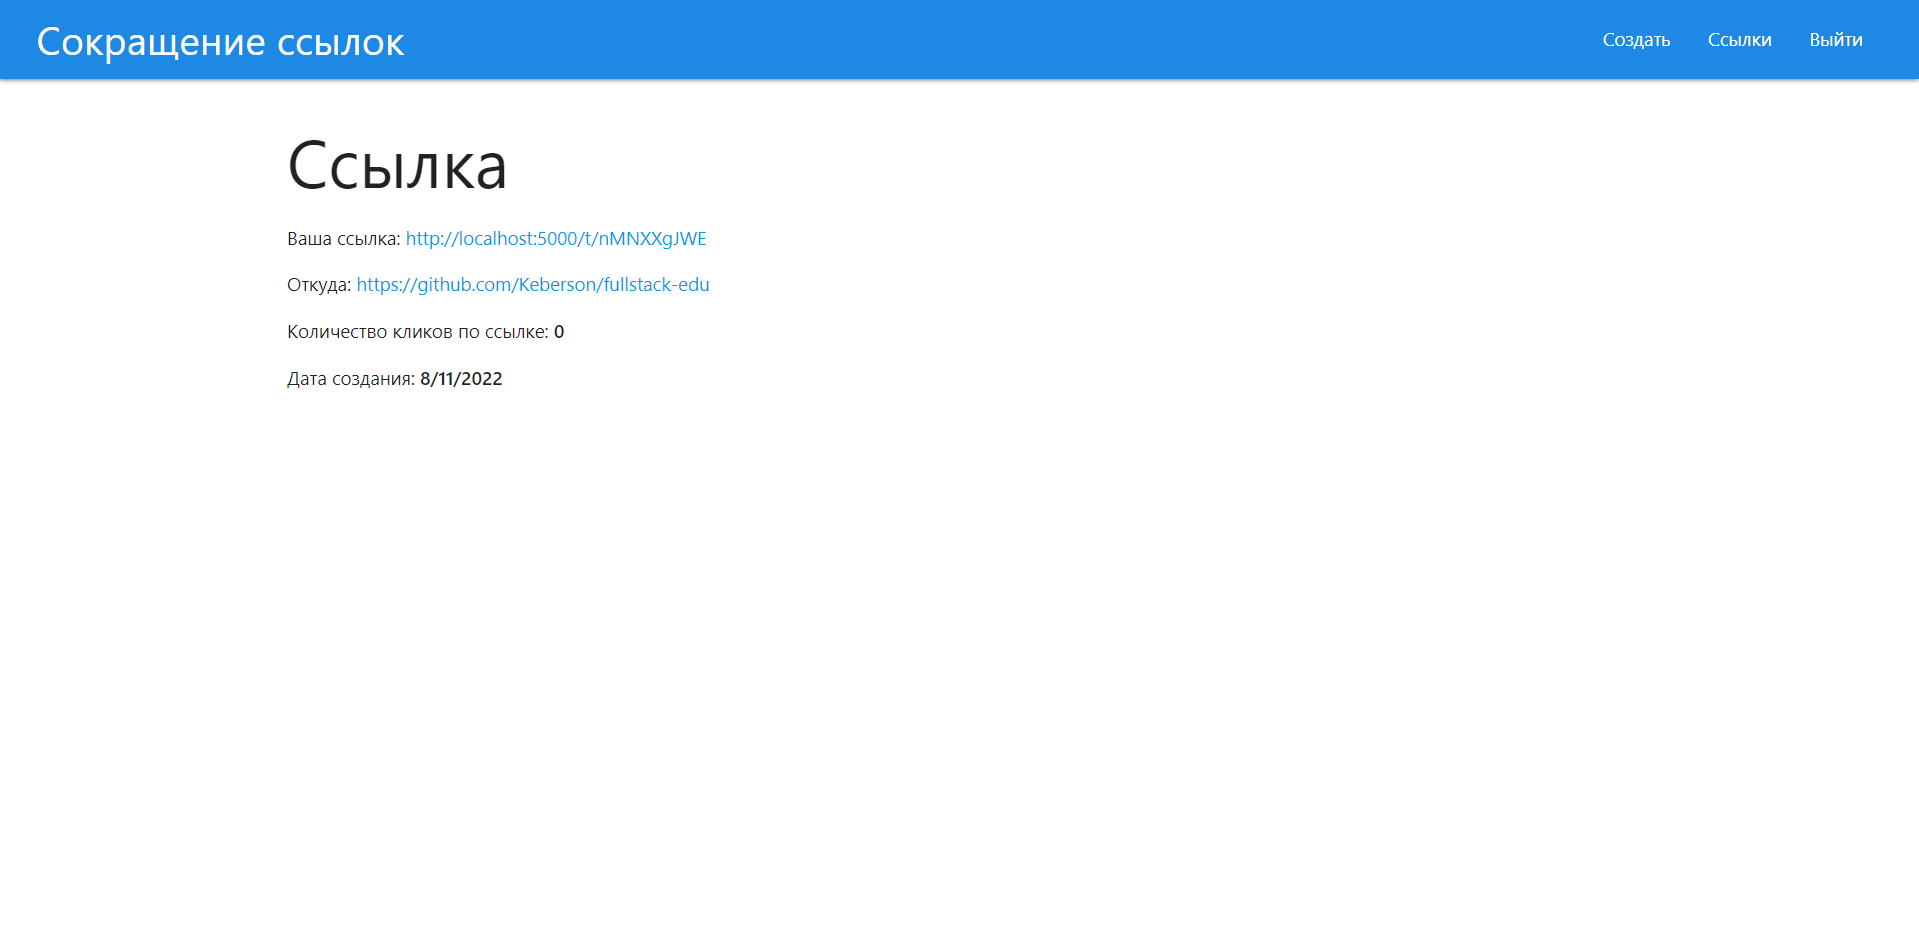 Сокращение ссылок
Создать Ссылки Выйти
Ссылка
Ваша ссылка: http://localhost:5000/t/nMNXXgJWE
Откуда: https://github.com/Keberson/fullstack-edu
Количество кликов по ссылке: 0
Дата создания: 8/11/2022